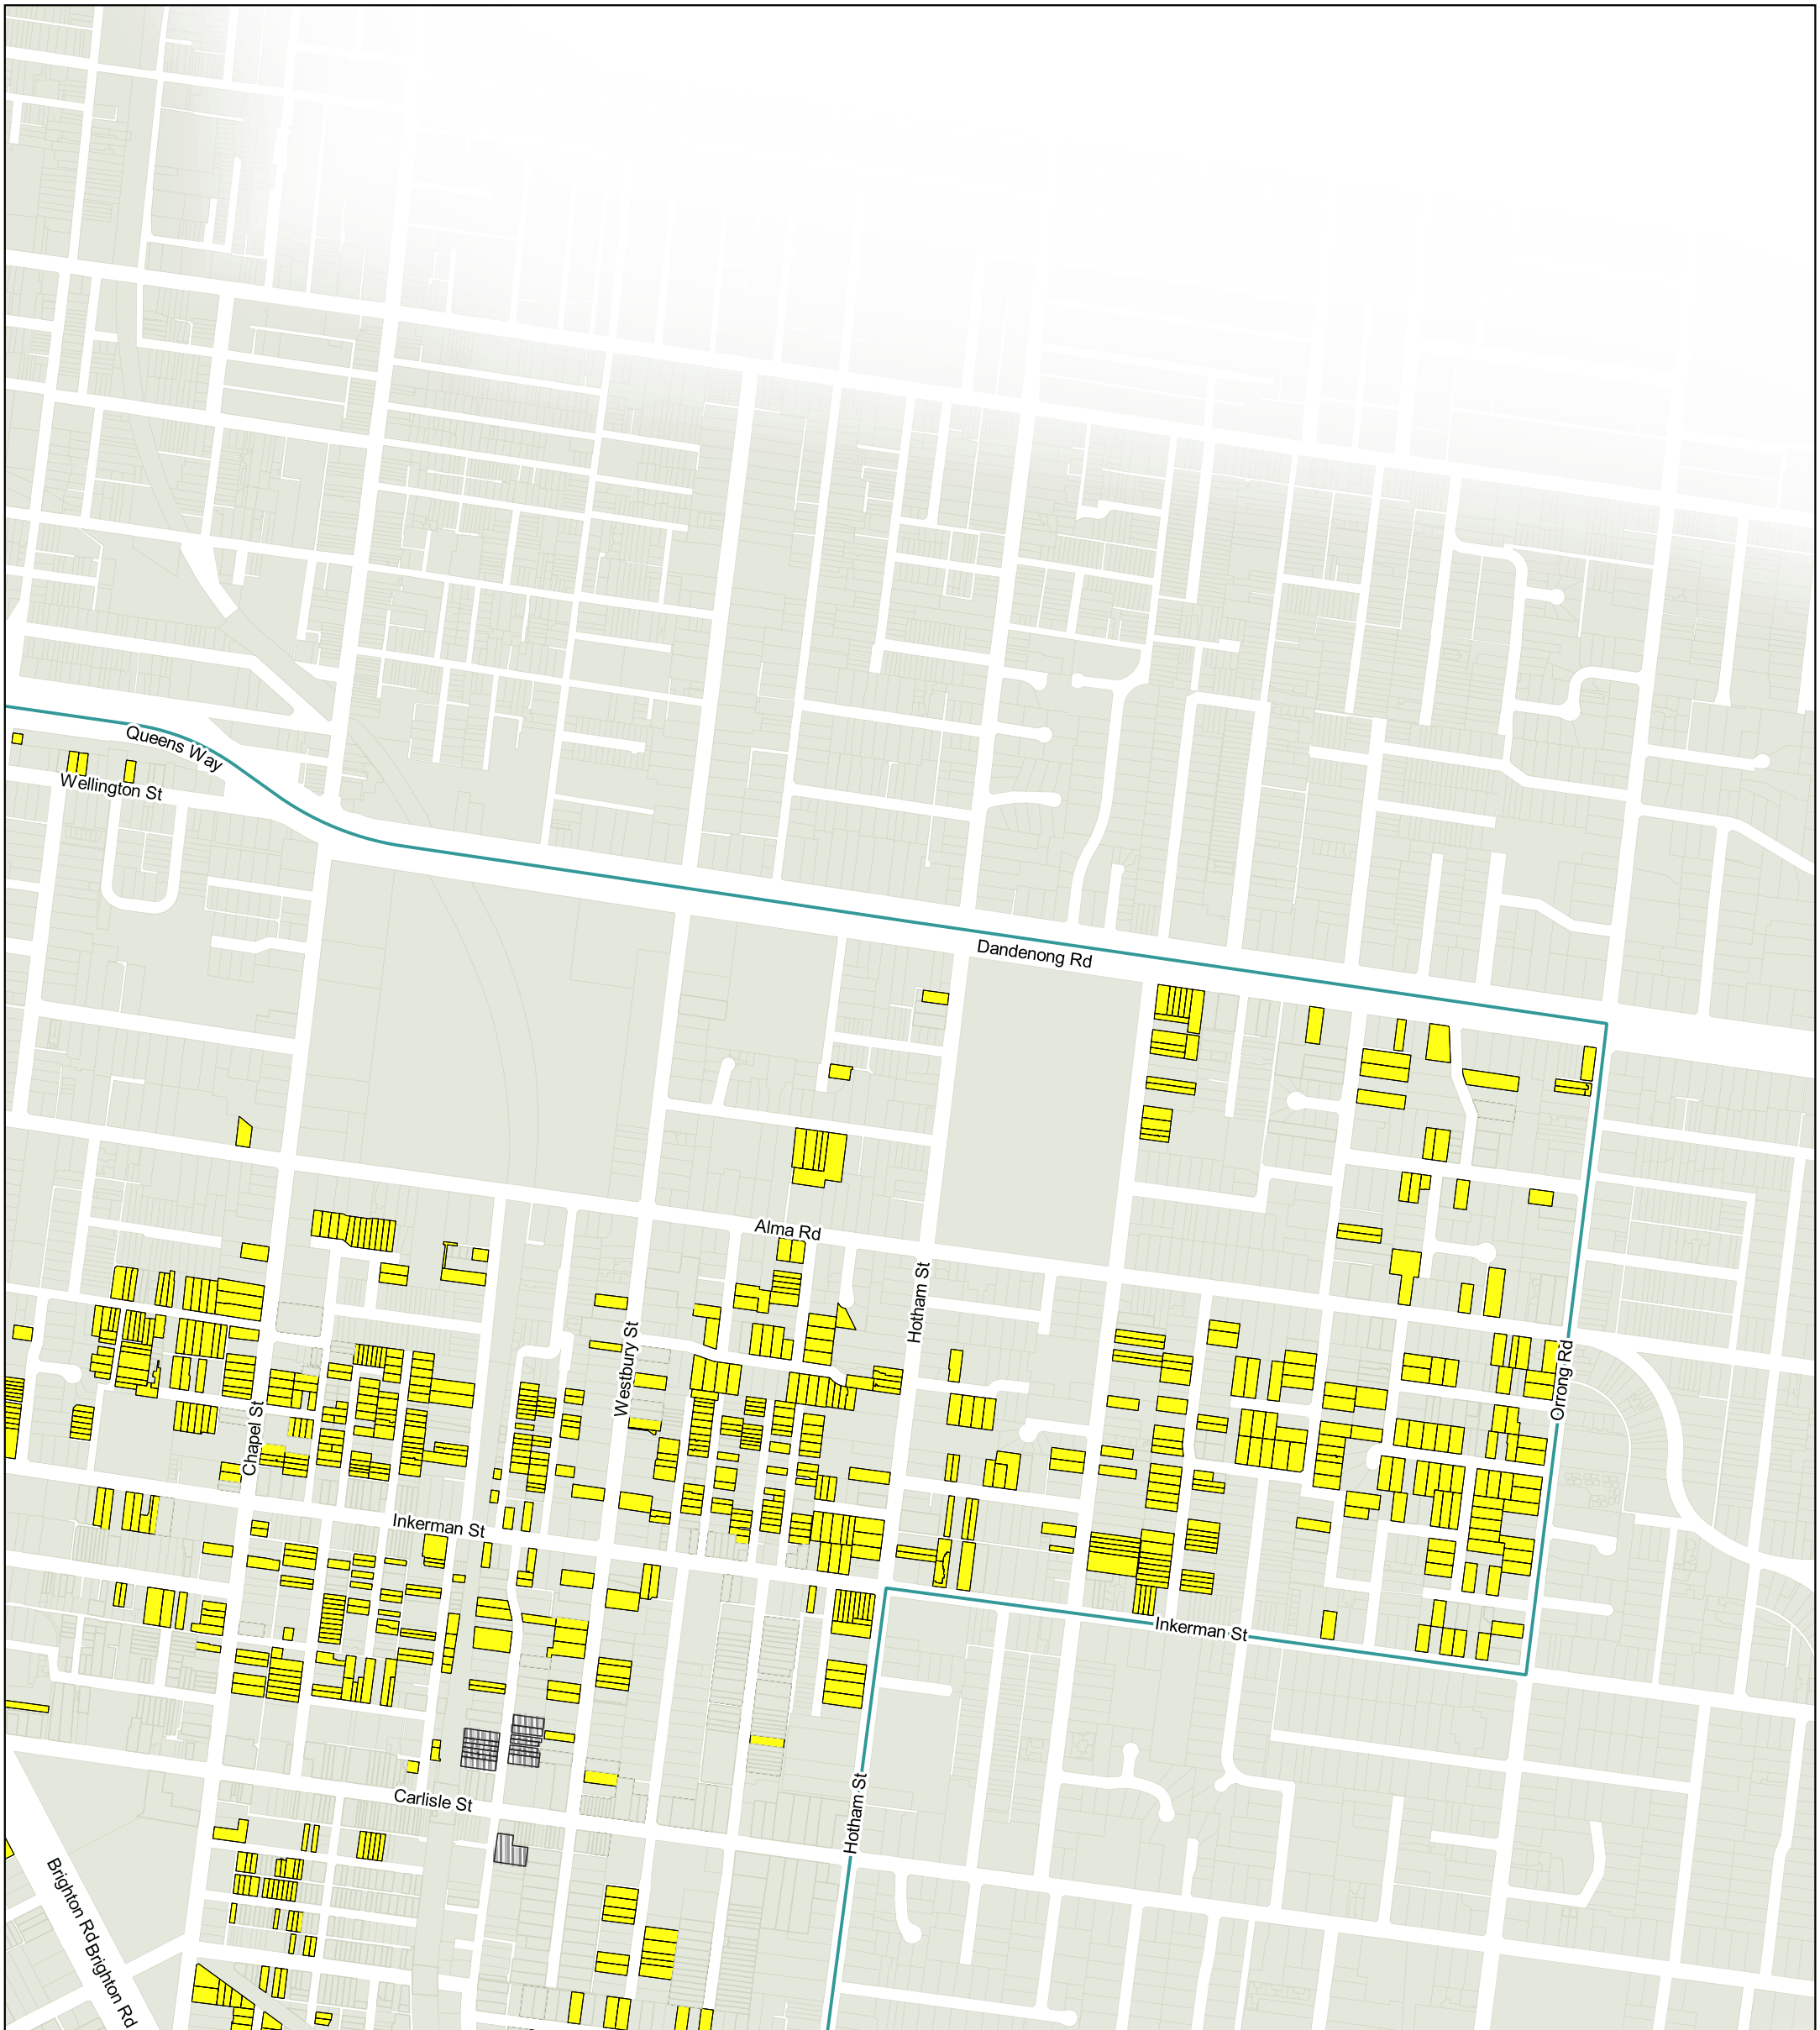 Queens Way
Wellington St
Dandenong Rd
Alma Rd
Hotham St
Westbury St
Orrong Rd
Chapel St
Inkerman St
Inkerman St
Hotham St
Carlisle St
Brighton Rd
Brighton Rd